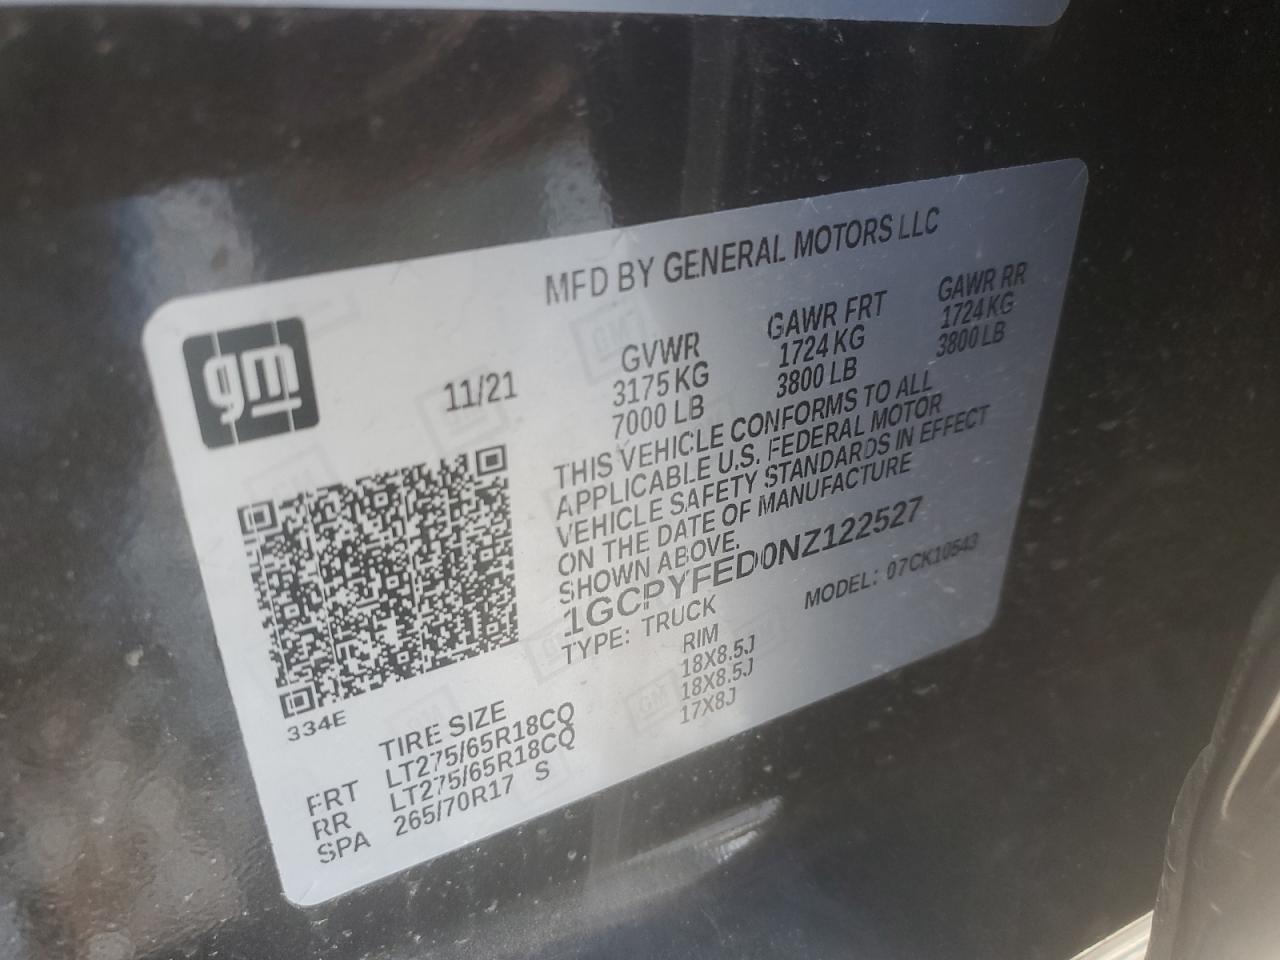 MFD BY GENERAL MOTORS LLC
gm
11/21
GVWR GAWR FRT GAWR RR
3175 KG 1724 KG 1724 KG
7000 LB 3800 LB 3800 LB
THIS VEHICLE CONFORMS TO ALL
APPLICABLE U.S. FEDERAL MOTOR
VEHICLE SAFETY STANDARDS IN EFFECT
ON THE DATE OF MANUFACTURE
SHOWN ABOVE.
1GCPYFED0NZ122527
TYPE: TRUCK MODEL: 07CK10543
334E
TIRE SIZE RIM
FRT LT275/65R18CQ 18X8.5J
RR LT275/65R18CQ 18X8.5J
SPA 265/70R17 S 17X8J